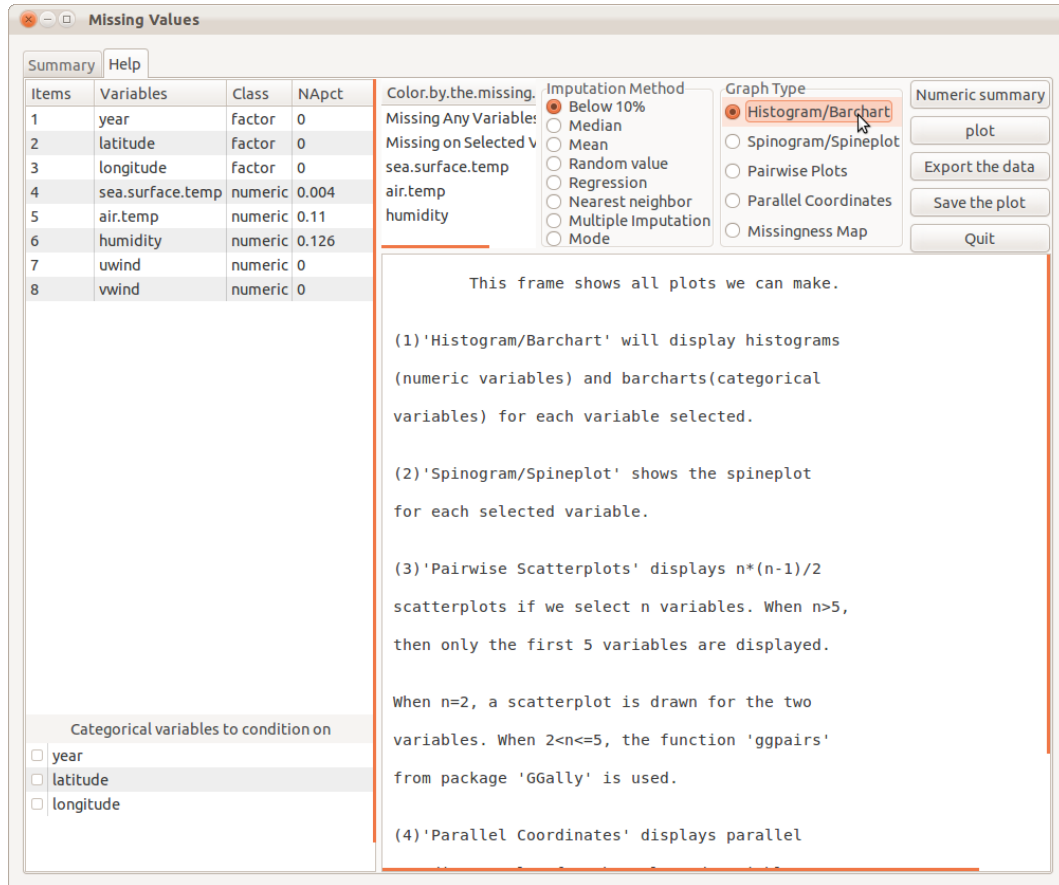 Missing Values
Summary Help
Items Variables Class NApct
1 year factor 0
2 latitude factor 0
3 longitude factor 0
4 sea.surface.temp numeric 0.004
5 air.temp numeric 0.11
6 humidity numeric 0.126
7 uwind numeric 0
8 vwind numeric 0
Categorical variables to condition on
year
latitude
longitude
Color.by.the.missing.
Missing Any Variables
Missing on Selected V
sea.surface.temp
air.temp
humidity
Imputation Method
Below 10%
Median
Mean
Random value
Regression
Nearest neighbor
Multiple Imputation
Mode
Graph Type
Histogram/Barchart
Spinogram/Spineplot
Pairwise Plots
Parallel Coordinates
Missingness Map
Numeric summary
plot
Export the data
Save the plot
Quit
This frame shows all plots we can make.
(1)'Histogram/Barchart' will display histograms
(numeric variables) and barcharts(categorical
variables) for each variable selected.
(2)'Spinogram/Spineplot' shows the spineplot
for each selected variable.
(3)'Pairwise Scatterplots' displays n*(n-1)/2
scatterplots if we select n variables. When n>5,
then only the first 5 variables are displayed.
When n=2, a scatterplot is drawn for the two
variables. When 2<n<=5, the function 'ggpairs'
from package 'GGally' is used.
(4)'Parallel Coordinates' displays parallel